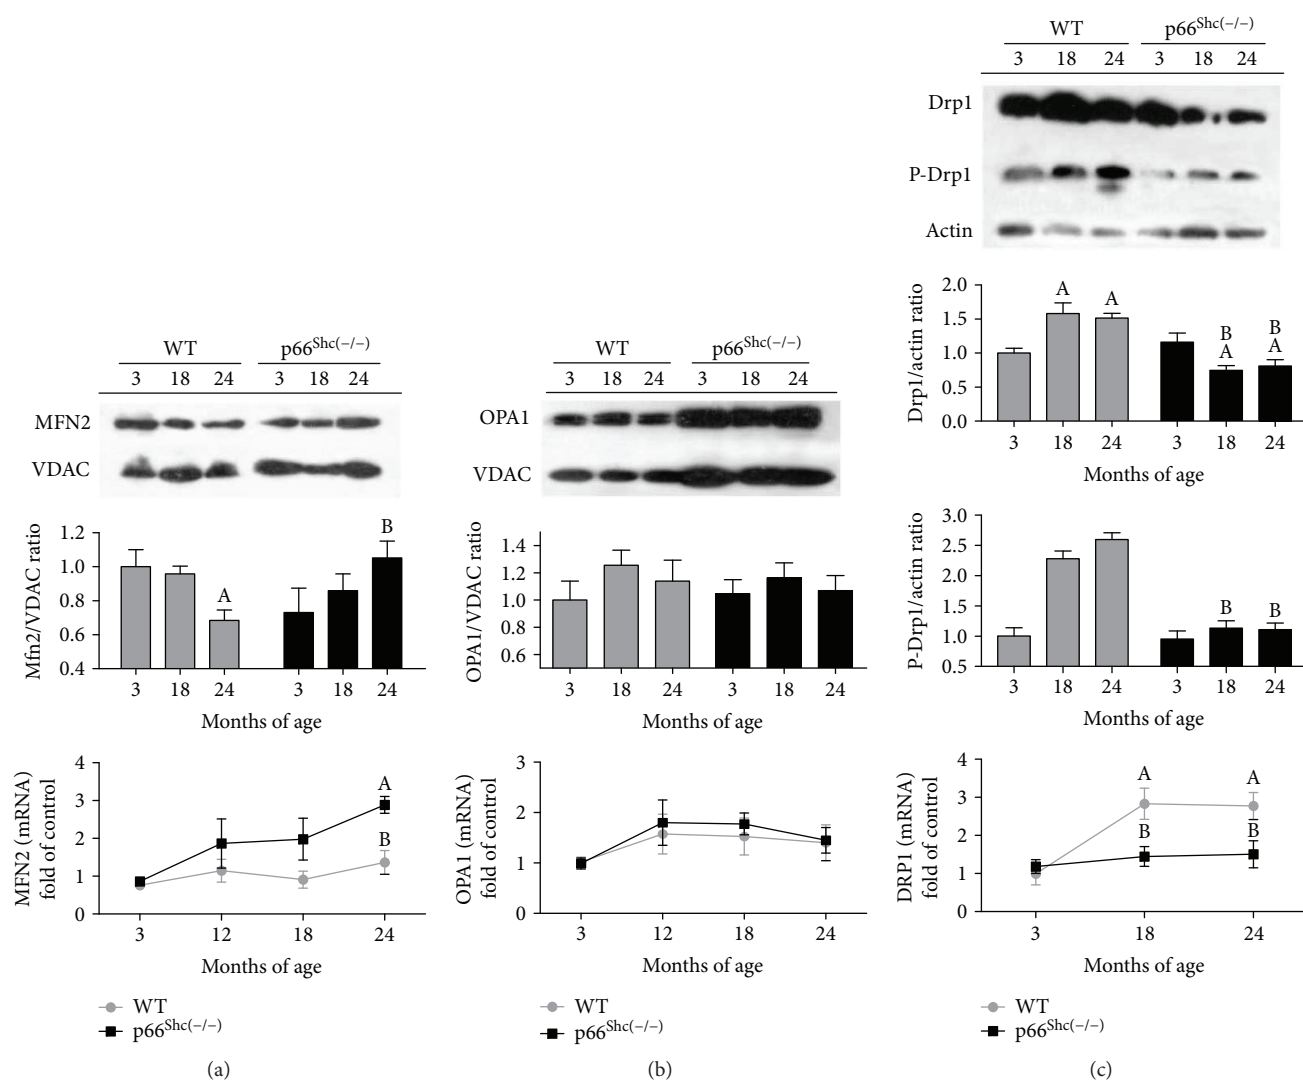 WT p66Shc(−/−)
3 18 24 3 18 24
MFN2
VDAC
Mfn2/VDAC ratio
1.2
1.0
0.8
0.6
0.4
A
B
3 18 24 3 18 24
Months of age
MFN2 (mRNA)
fold of control
4
3
2
1
0
A
B
3 12 18 24
Months of age
WT
p66Shc(−/−)
(a)
WT p66Shc(−/−)
3 18 24 3 18 24
OPA1
VDAC
OPA1/VDAC ratio
1.4
1.2
1.0
0.8
0.6
3 18 24 3 18 24
Months of age
OPA1 (mRNA)
fold of control
3
2
1
0
3 12 18 24
Months of age
WT
p66Shc(−/−)
(b)
WT p66Shc(−/−)
3 18 24 3 18 24
Drp1
P-Drp1
Actin
Drp1/actin ratio
2.0
1.5
1.0
0.5
0.0
A A
B B
A A
3 18 24 3 18 24
Months of age
P-Drp1/actin ratio
3.0
2.5
2.0
1.5
1.0
0.5
B B
3 18 24 3 18 24
Months of age
DRP1 (mRNA)
fold of control
4
3
2
1
0
A A
B B
3 18 24
Months of age
WT
p66Shc(−/−)
(c)